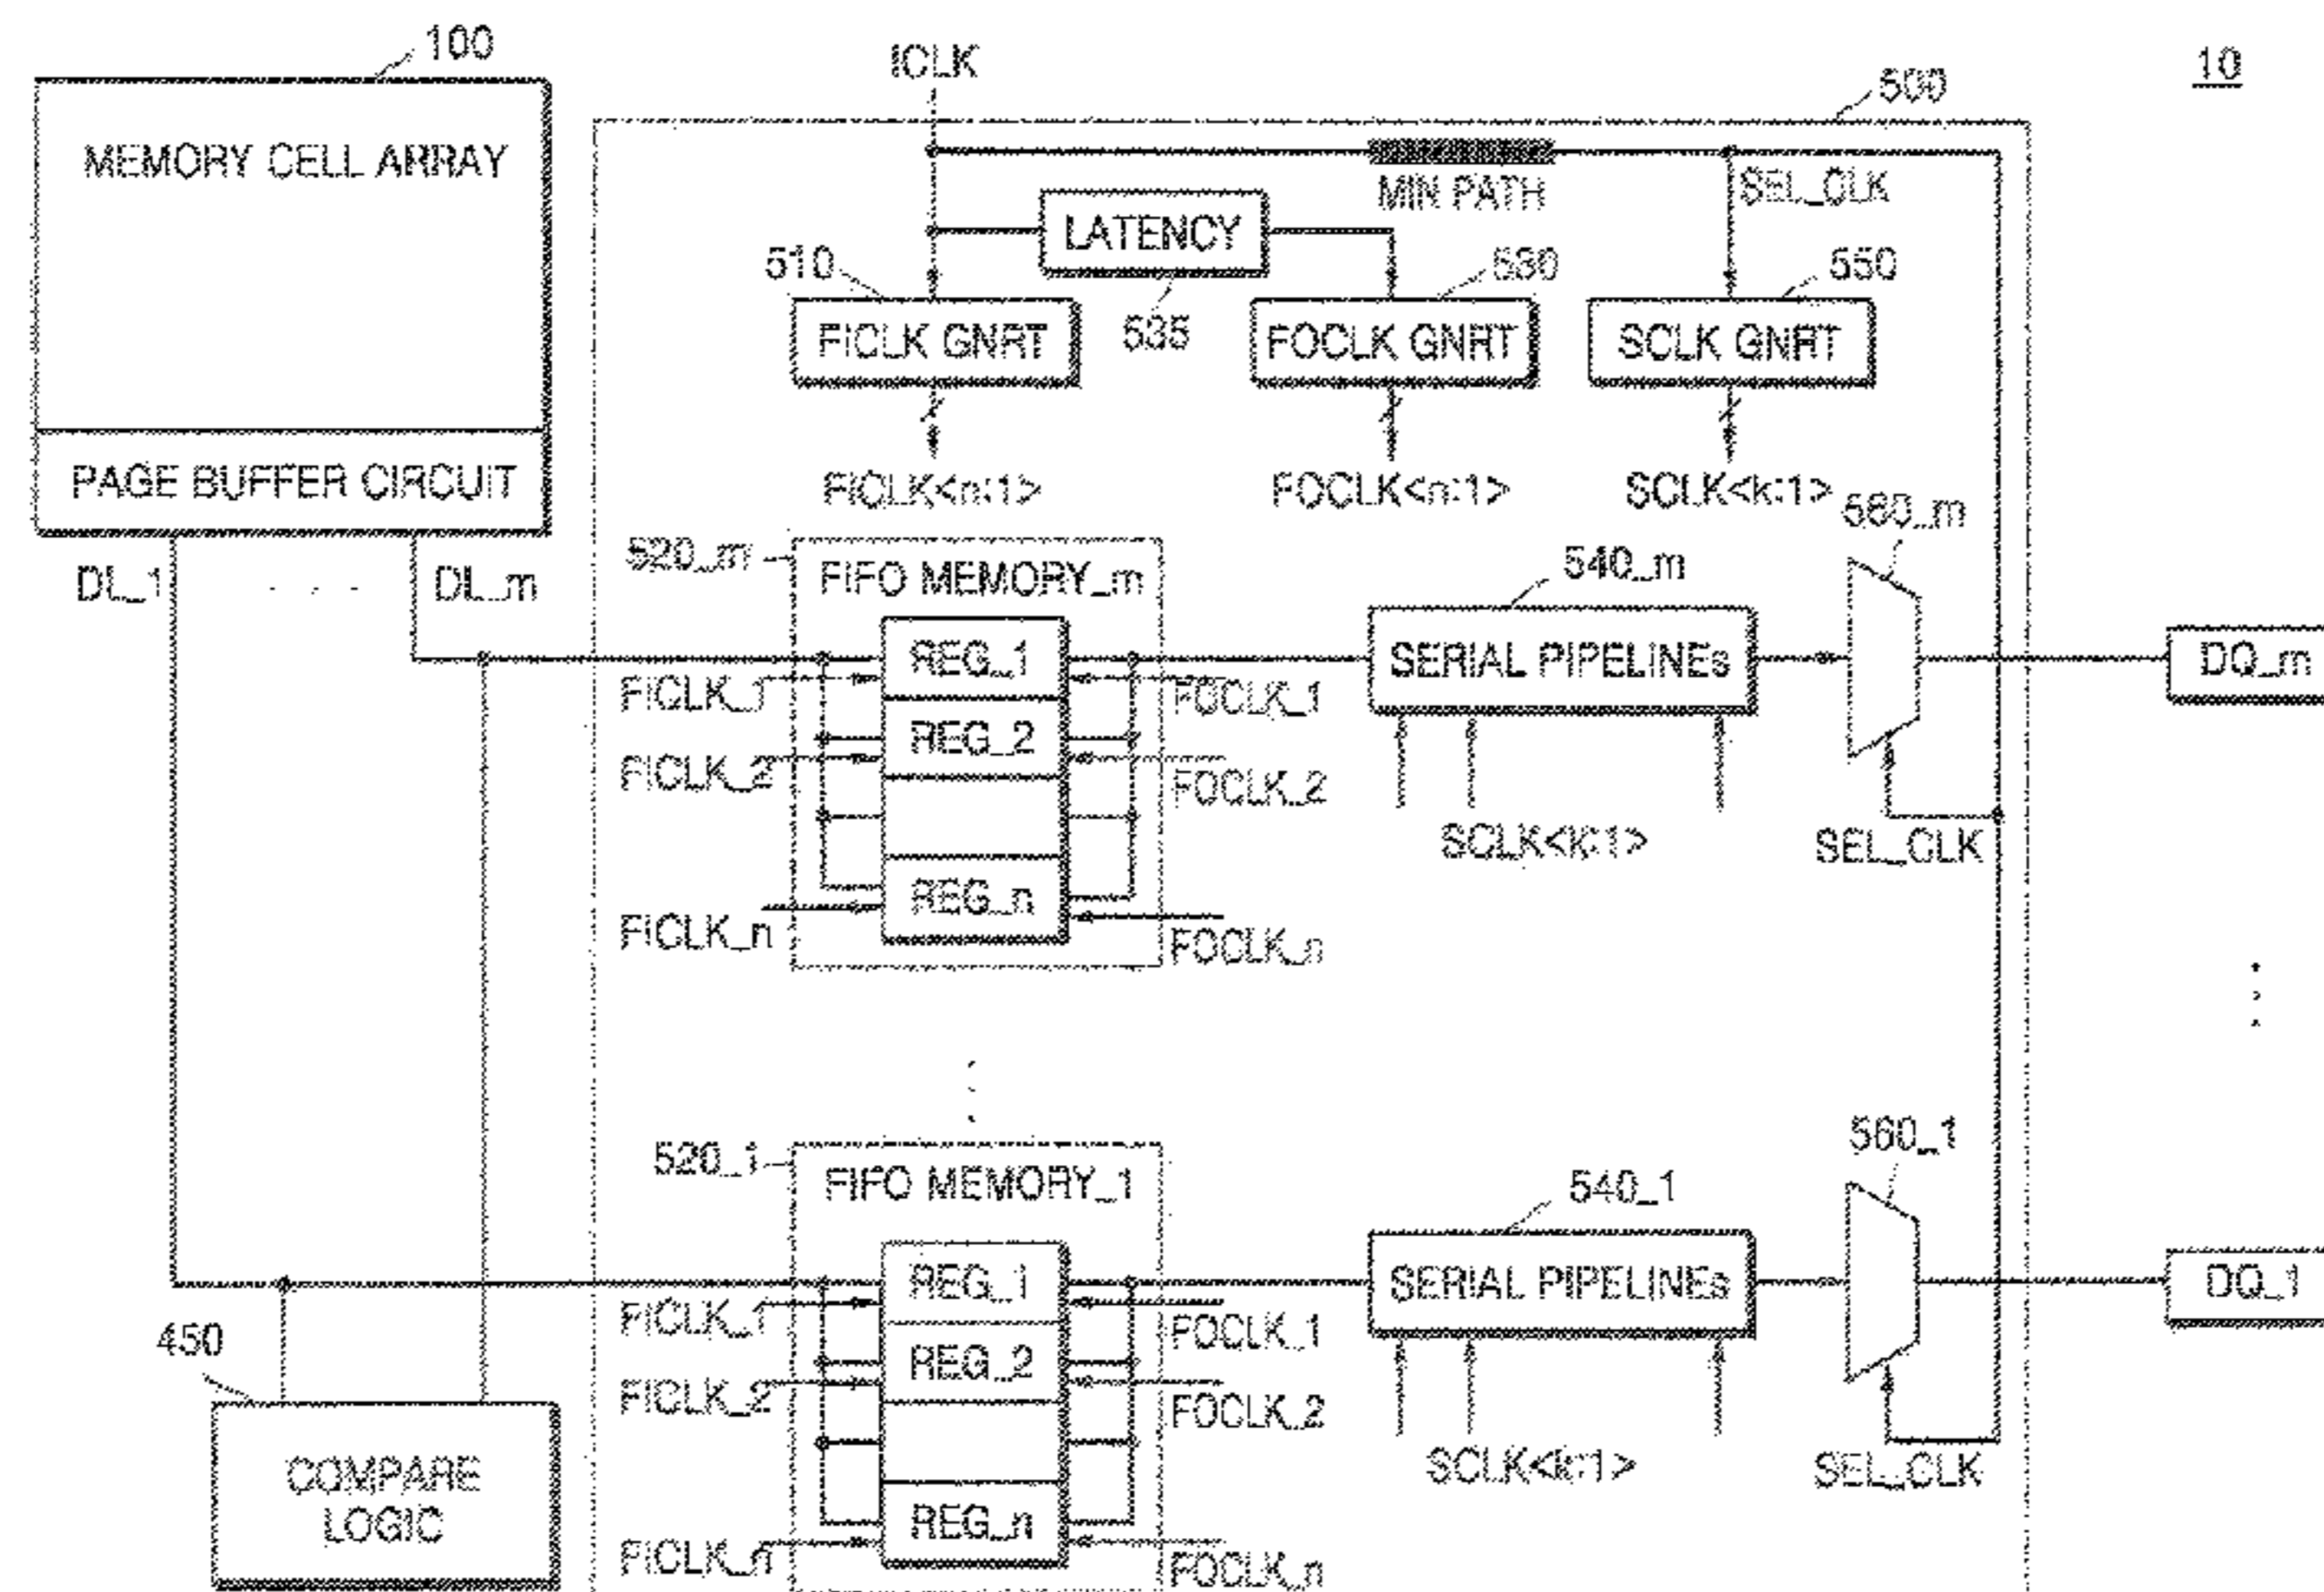 100
ICLK
10
500
MEMORY CELL ARRAY
MIN PATH
SEL_CLK
LATENCY
510
530
550
535
FICLK GNRT
FOCLK GNRT
SCLK GNRT
PAGE BUFFER CIRCUIT
FICLK<n:1>
FOCLK<n:1>
SCLK<k:1>
560_m
520_m
FIFO MEMORY_m
540_m
DL_1
. . .
DL_m
REG_1
SERIAL PIPELINEs
DQ_m
FICLK_1
FOCLK_1
REG_2
FICLK_2
FOCLK_2
SCLK<k:1>
SEL_CLK
REG_n
FICLK_n
FOCLK_n
520_1
FIFO MEMORY_1
540_1
560_1
REG_1
SERIAL PIPELINEs
DQ_1
FICLK_1
FOCLK_1
450
REG_2
FICLK_2
FOCLK_2
SCLK<k:1>
SEL_CLK
COMPARE
LOGIC
REG_n
FICLK_n
FOCLK_n